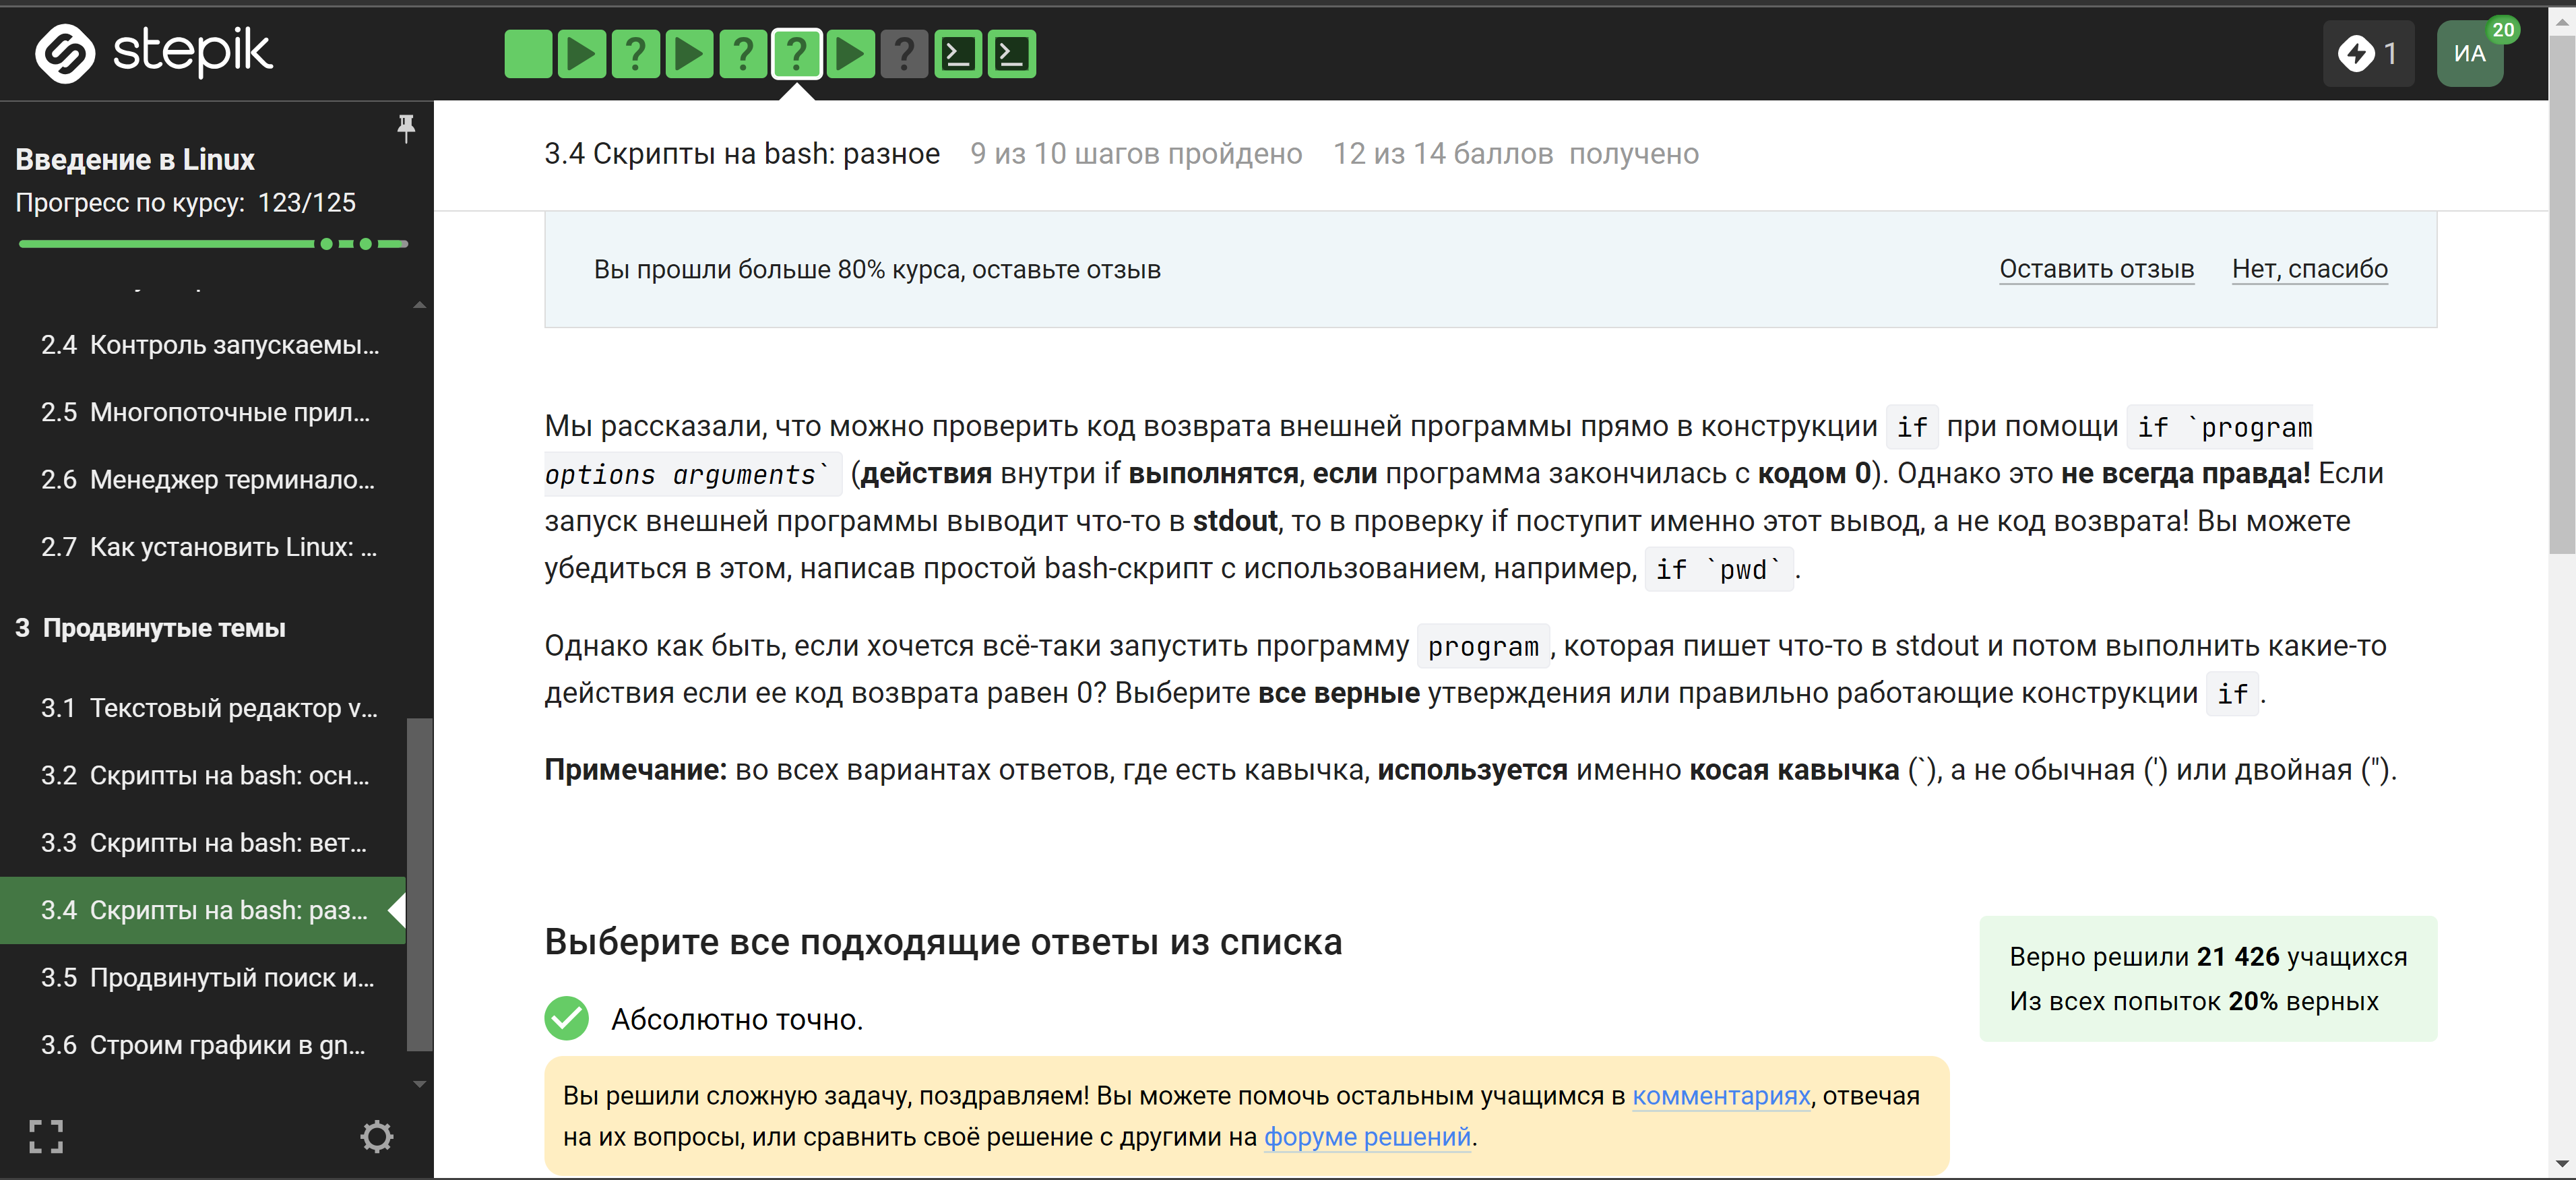 stepik
1
ИА
20
Введение в Linux
Прогресс по курсу: 123/125
2.4 Контроль запускаемы...
2.5 Многопоточные прил...
2.6 Менеджер терминало...
2.7 Как установить Linux: ...
3 Продвинутые темы
3.1 Текстовый редактор v...
3.2 Скрипты на bash: осн...
3.3 Скрипты на bash: вет...
3.4 Скрипты на bash: раз...
3.5 Продвинутый поиск и...
3.6 Строим графики в gn...
3.4 Скрипты на bash: разное 9 из 10 шагов пройдено 12 из 14 баллов получено
Вы прошли больше 80% курса, оставьте отзыв
Оставить отзыв Нет, спасибо
Мы рассказали, что можно проверить код возврата внешней программы прямо в конструкции if при помощи if `program
options arguments` (действия внутри if выполнятся, если программа закончилась с кодом 0). Однако это не всегда правда! Если
запуск внешней программы выводит что-то в stdout, то в проверку if поступит именно этот вывод, а не код возврата! Вы можете
убедиться в этом, написав простой bash-скрипт с использованием, например, if `pwd`.
Однако как быть, если хочется всё-таки запустить программу program, которая пишет что-то в stdout и потом выполнить какие-то
действия если ее код возврата равен 0? Выберите все верные утверждения или правильно работающие конструкции if.
Примечание: во всех вариантах ответов, где есть кавычка, используется именно косая кавычка (`), а не обычная (') или двойная (").
Выберите все подходящие ответы из списка
Верно решили 21 426 учащихся
Из всех попыток 20% верных
Абсолютно точно.
Вы решили сложную задачу, поздравляем! Вы можете помочь остальным учащимся в комментариях, отвечая
на их вопросы, или сравнить своё решение с другими на форуме решений.